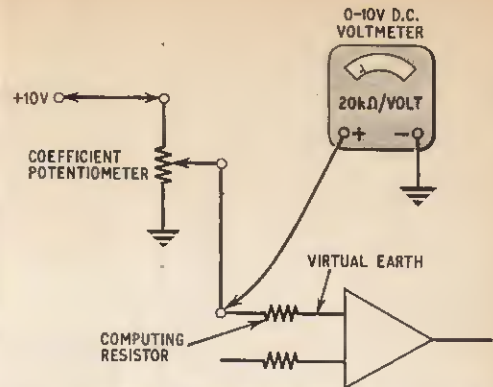 0-10V D.C.
VOLTMETER
20kΩ/VOLT
+ −
+10V
COEFFICIENT
POTENTIOMETER
VIRTUAL EARTH
COMPUTING
RESISTOR